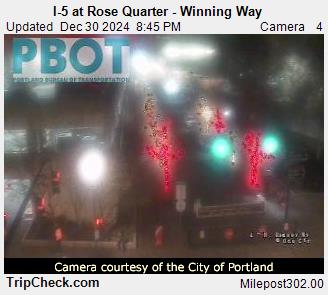 I-5 at Rose Quarter - Winning Way
Updated Dec 30 2024 8:45 PM Camera 4
PBOT
PORTLAND BUREAU OF TRANSPORTATION
Camera courtesy of the City of Portland
TripCheck.com Milepost302.00